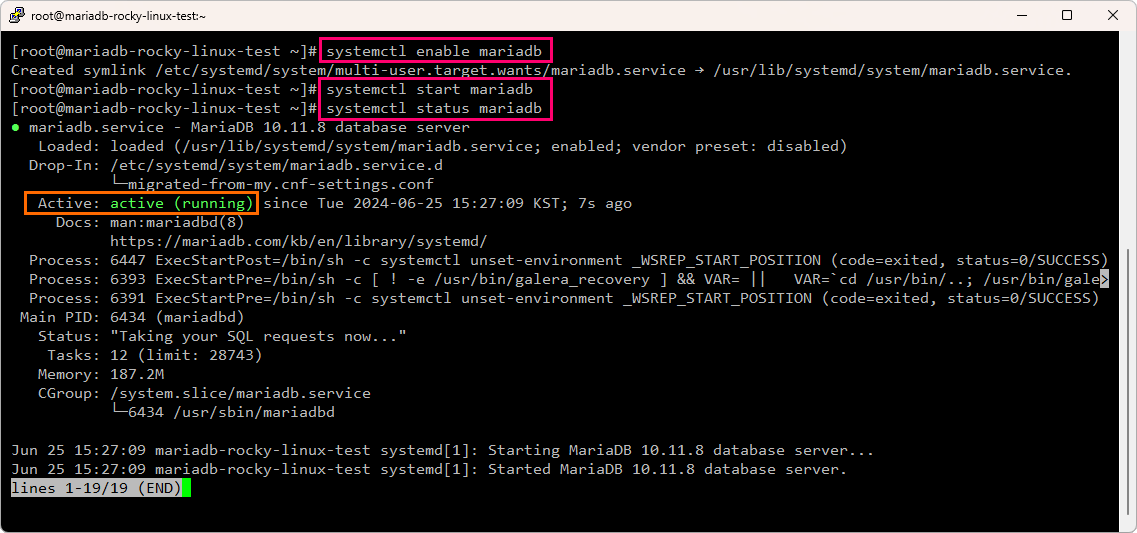 root@mariadb-rocky-linux-test:~
[root@mariadb-rocky-linux-test ~]# systemctl enable mariadb
Created symlink /etc/systemd/system/multi-user.target.wants/mariadb.service → /usr/lib/systemd/system/mariadb.service.
[root@mariadb-rocky-linux-test ~]# systemctl start mariadb
[root@mariadb-rocky-linux-test ~]# systemctl status mariadb
● mariadb.service - MariaDB 10.11.8 database server
   Loaded: loaded (/usr/lib/systemd/system/mariadb.service; enabled; vendor preset: disabled)
  Drop-In: /etc/systemd/system/mariadb.service.d
           └─migrated-from-my.cnf-settings.conf
   Active: active (running) since Tue 2024-06-25 15:27:09 KST; 7s ago
     Docs: man:mariadbd(8)
           https://mariadb.com/kb/en/library/systemd/
  Process: 6447 ExecStartPost=/bin/sh -c systemctl unset-environment _WSREP_START_POSITION (code=exited, status=0/SUCCESS)
  Process: 6393 ExecStartPre=/bin/sh -c [ ! -e /usr/bin/galera_recovery ] && VAR= ||   VAR=`cd /usr/bin/..; /usr/bin/gale>
  Process: 6391 ExecStartPre=/bin/sh -c systemctl unset-environment _WSREP_START_POSITION (code=exited, status=0/SUCCESS)
 Main PID: 6434 (mariadbd)
   Status: "Taking your SQL requests now..."
    Tasks: 12 (limit: 28743)
   Memory: 187.2M
   CGroup: /system.slice/mariadb.service
           └─6434 /usr/sbin/mariadbd
Jun 25 15:27:09 mariadb-rocky-linux-test systemd[1]: Starting MariaDB 10.11.8 database server...
Jun 25 15:27:09 mariadb-rocky-linux-test systemd[1]: Started MariaDB 10.11.8 database server.
lines 1-19/19 (END)